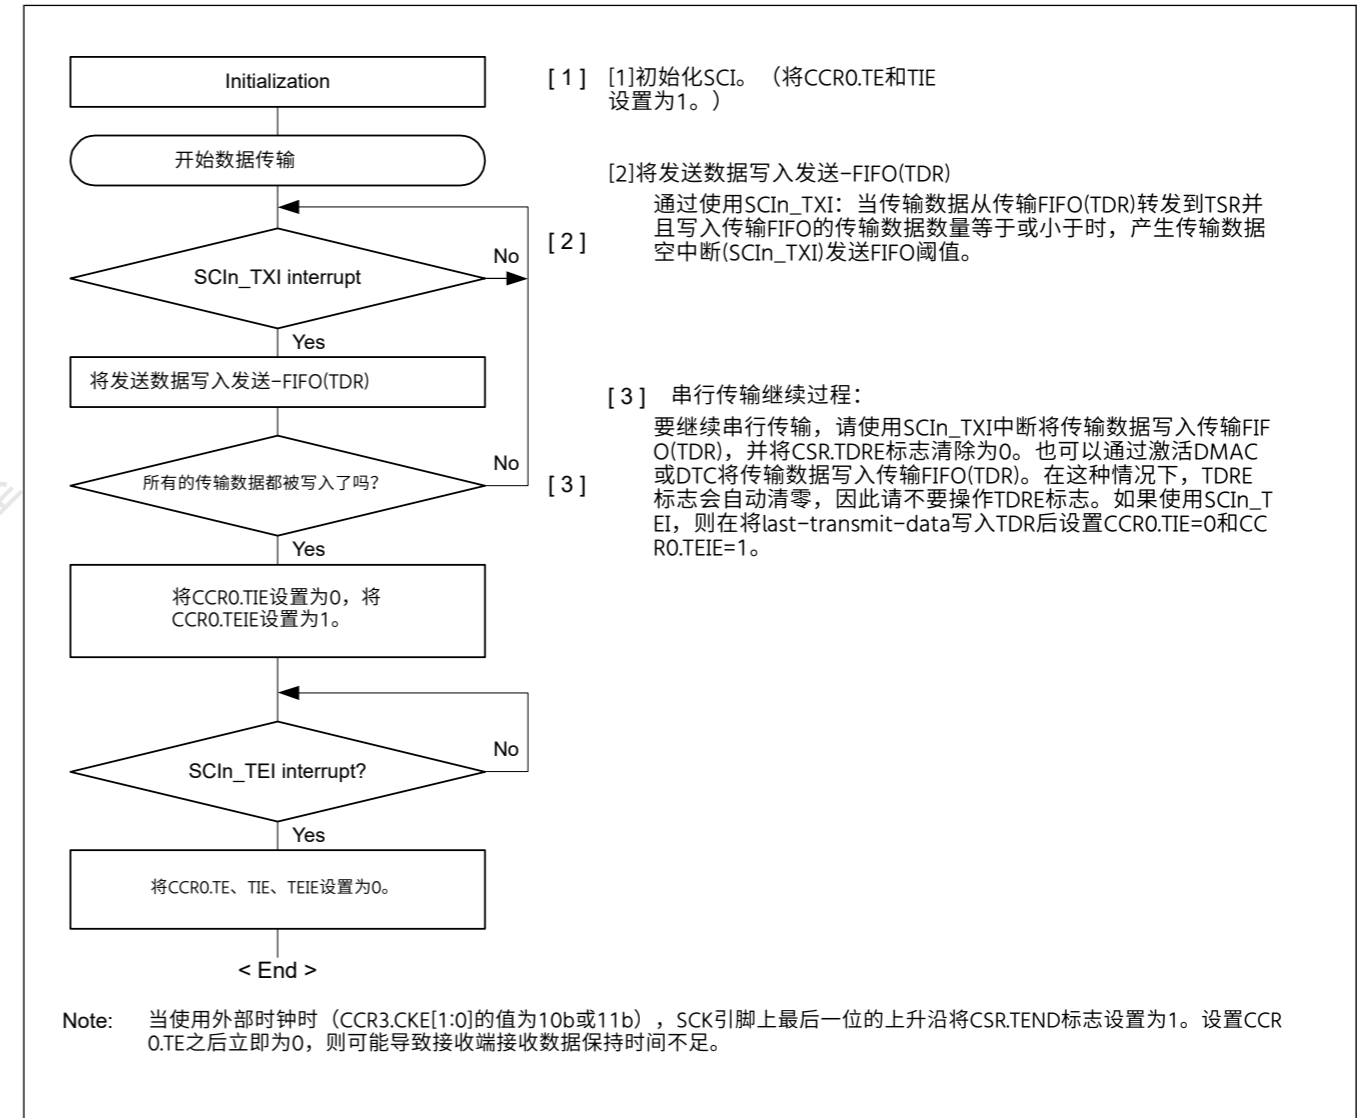 Initialization
[ 1 ] [1]初始化SCI。（将CCR0.TE和TIE
设置为1。）
开始数据传输
[2]将发送数据写入发送-FIFO(TDR)
通过使用SCIn_TXI：当传输数据从传输FIFO(TDR)转发到TSR并
且写入传输FIFO的传输数据数量等于或小于时，产生传输数据
空中断(SCIn_TXI)发送FIFO阈值。
[ 2 ]
SCIn_TXI interrupt
No
Yes
将发送数据写入发送-FIFO(TDR)
[ 3 ] 串行传输继续过程：
要继续串行传输，请使用SCIn_TXI中断将传输数据写入传输FIF
O(TDR)，并将CSR.TDRE标志清除为0。也可以通过激活DMAC
或DTC将传输数据写入传输FIFO(TDR)。在这种情况下，TDRE
标志会自动清零，因此请不要操作TDRE标志。如果使用SCIn_T
EI，则在将last-transmit-data写入TDR后设置CCR0.TIE=0和CC
R0.TEIE=1。
所有的传输数据都被写入了吗？
No
[ 3 ]
Yes
将CCR0.TIE设置为0，将
CCR0.TEIE设置为1。
SCIn_TEI interrupt?
No
Yes
将CCR0.TE、TIE、TEIE设置为0。
< End >
Note: 当使用外部时钟时（CCR3.CKE[1:0]的值为10b或11b），SCK引脚上最后一位的上升沿将CSR.TEND标志设置为1。设置CCR
0.TE之后立即为0，则可能导致接收端接收数据保持时间不足。